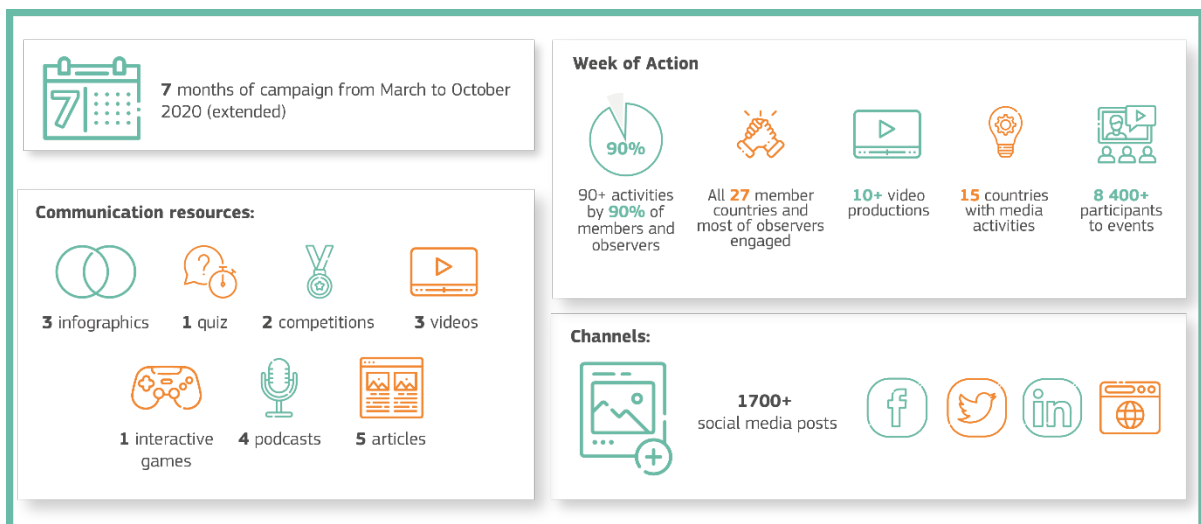 7
7 months of campaign from March to October
2020 (extended)
Communication resources:
3 infographics
1 quiz
2 competitions
3 videos
1 interactive
games
4 podcasts
5 articles
Week of Action
90%
90+ activities
by 90% of
members and
observers
All 27 member
countries and
most of observers
engaged
10+ video
productions
15 countries
with media
activities
8 400+
participants
to events
Channels:
1700+
social media posts
f
in